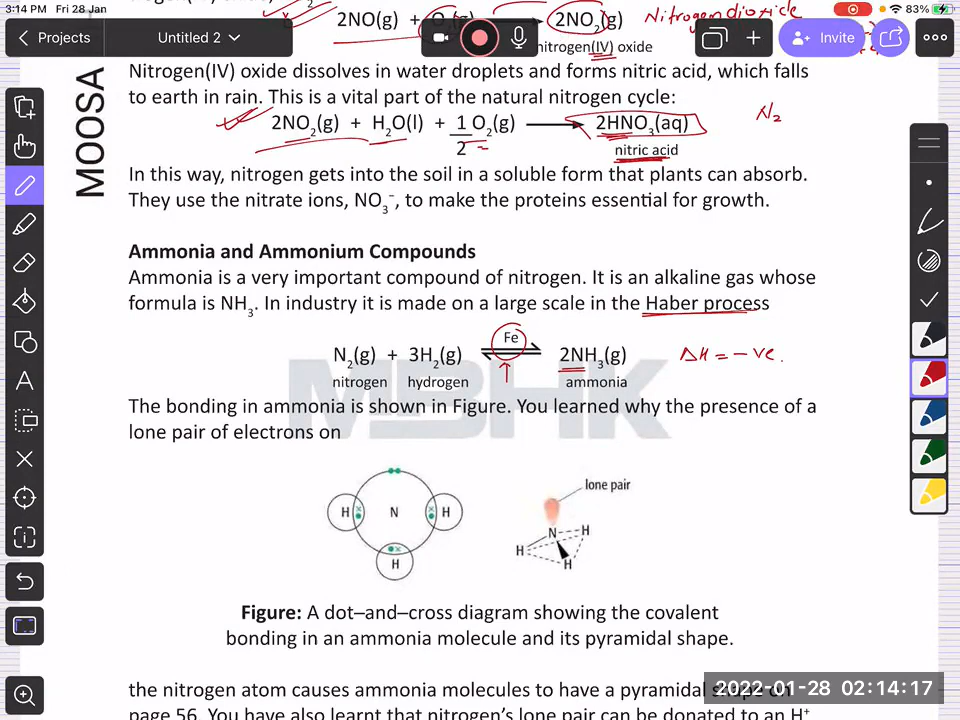 3:14 PM Fri 28 Jan
83%
2NO(g) + O2(g) 2NO2(g) Nitrogen dioxide
Projects Untitled 2 Invite
nitrogen(IV) oxide
Nitrogen(IV) oxide dissolves in water droplets and forms nitric acid, which falls
to earth in rain. This is a vital part of the natural nitrogen cycle:
MOOSA
2NO2(g) + H2O(l) + 1/2 O2(g) ⟶ 2HNO3(aq) N2
nitric acid
In this way, nitrogen gets into the soil in a soluble form that plants can absorb.
They use the nitrate ions, NO3⁻, to make the proteins essential for growth.
Ammonia and Ammonium Compounds
Ammonia is a very important compound of nitrogen. It is an alkaline gas whose
formula is NH3. In industry it is made on a large scale in the Haber process
Fe
N2(g) + 3H2(g) ⇌ 2NH3(g) ΔH = -ve.
nitrogen hydrogen ammonia
MBHK
The bonding in ammonia is shown in Figure. You learned why the presence of a
lone pair of electrons on
lone pair
H N H
H
N H
H H
Figure: A dot–and–cross diagram showing the covalent
bonding in an ammonia molecule and its pyramidal shape.
the nitrogen atom causes ammonia molecules to have a pyramidal shape on
2022-01-28 02:14:17
page 56. You have also learnt that nitrogen's lone pair can be donated to an H⁺